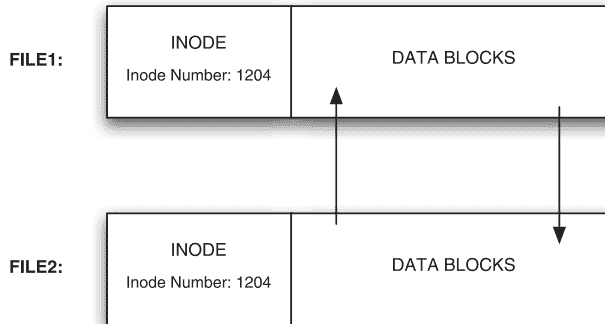 FILE1:
INODE
Inode Number: 1204
DATA BLOCKS
FILE2:
INODE
Inode Number: 1204
DATA BLOCKS